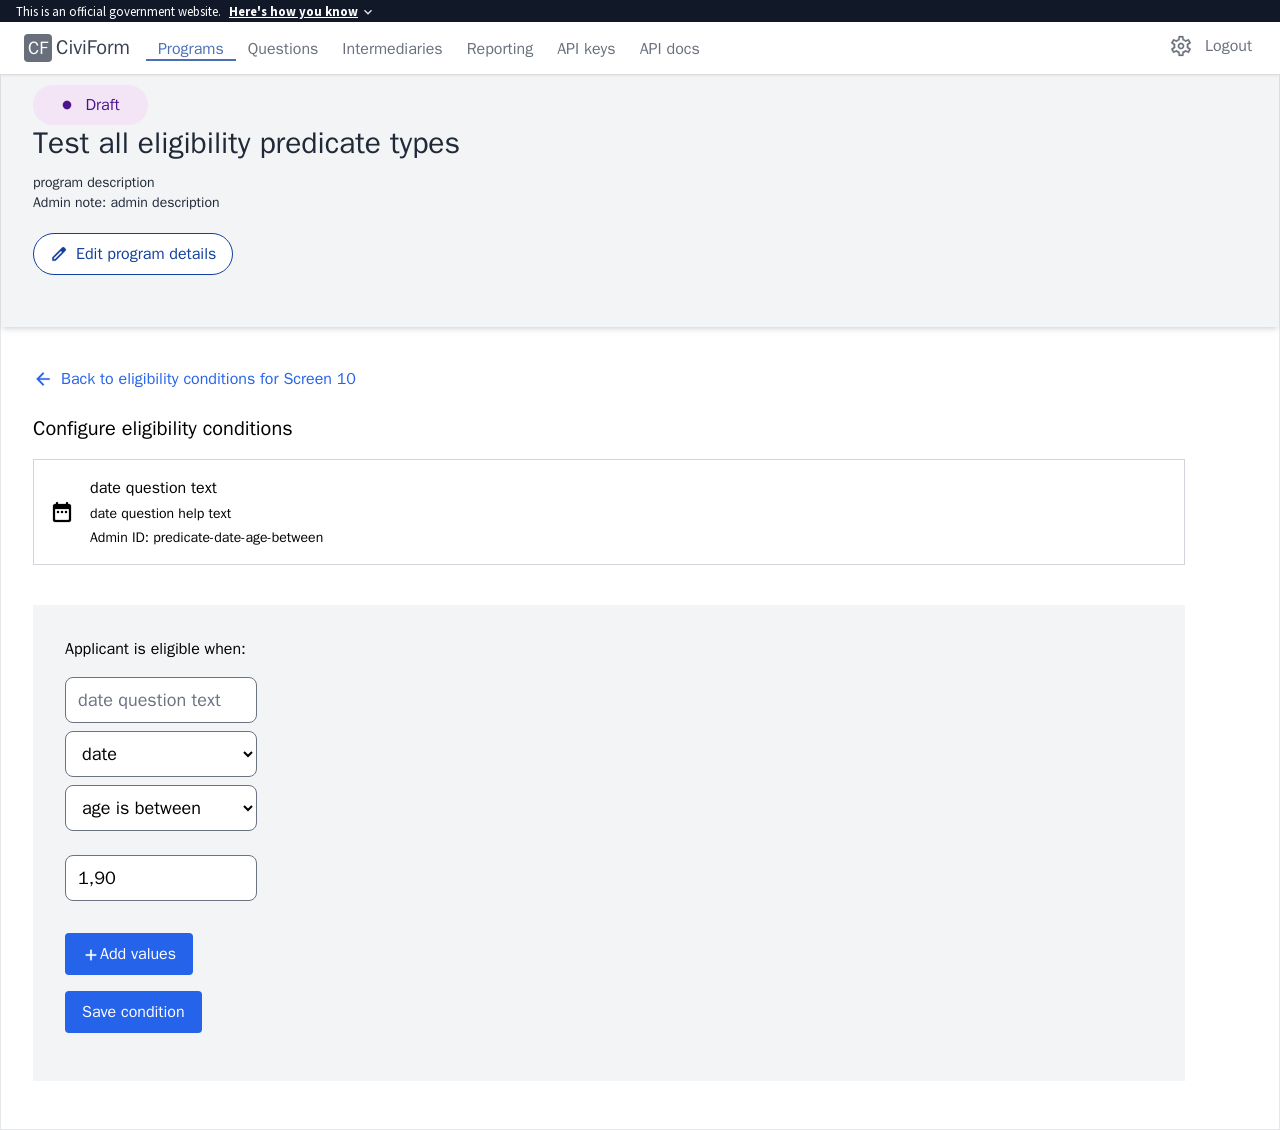 This is an official government website. Here's how you know
CF CiviForm Programs Questions Intermediaries Reporting API keys API docs Logout
Draft
Test all eligibility predicate types
program description
Admin note: admin description
Edit program details
Back to eligibility conditions for Screen 10
Configure eligibility conditions
date question text
date question help text
Admin ID: predicate-date-age-between
Applicant is eligible when:
date question text
date
age is between
1,90
Add values
Save condition